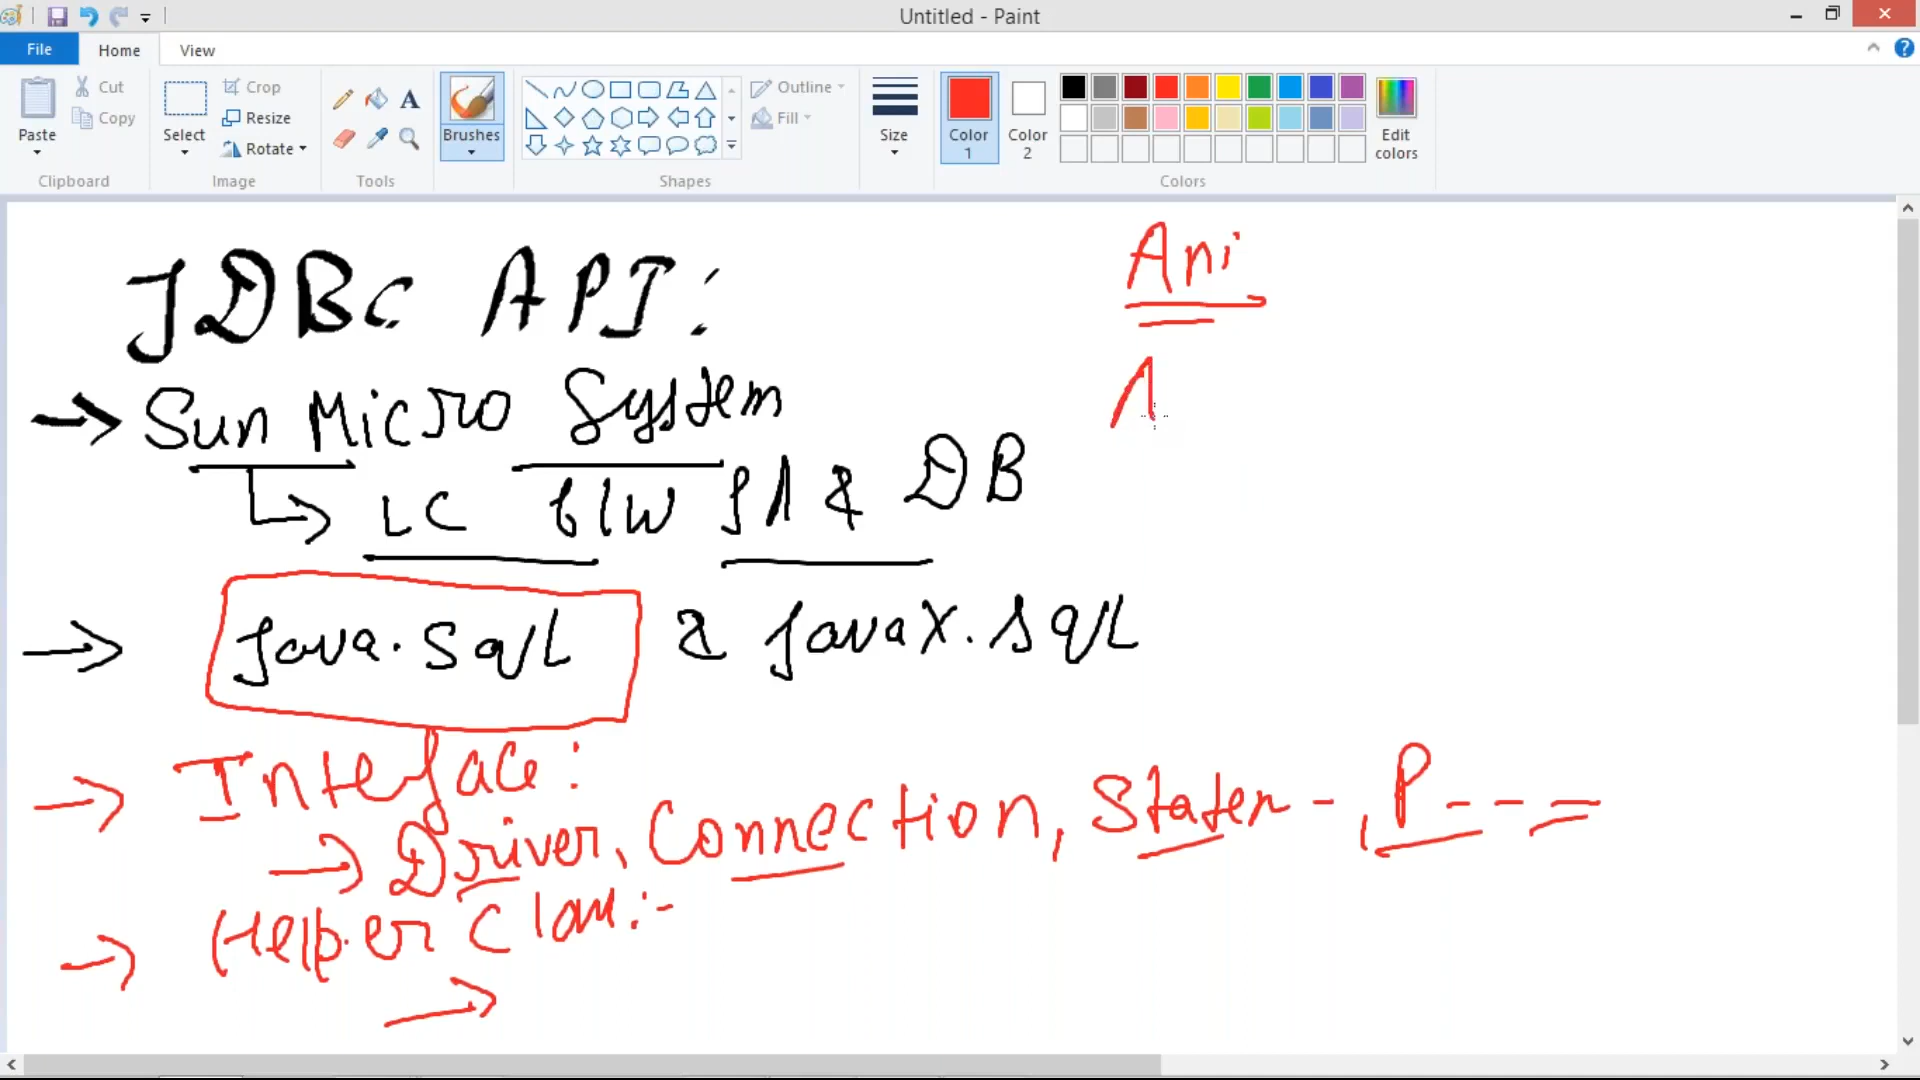 Untitled - Paint
File Home View
Paste
Cut
Copy
Clipboard
Select
Crop
Resize
Rotate
Image
Tools
Brushes
Shapes
Outline
Fill
Size
Color 1
Color 2
Edit colors
Colors
JDBC API:
Ani
→ Sun Micro System
A
↳ LC b/w JA & DB
→ Java.Sql & Javax.sql
→ Interface:
→ Driver, Connection, Statem -, P - - =
→ Helper Class:-
→